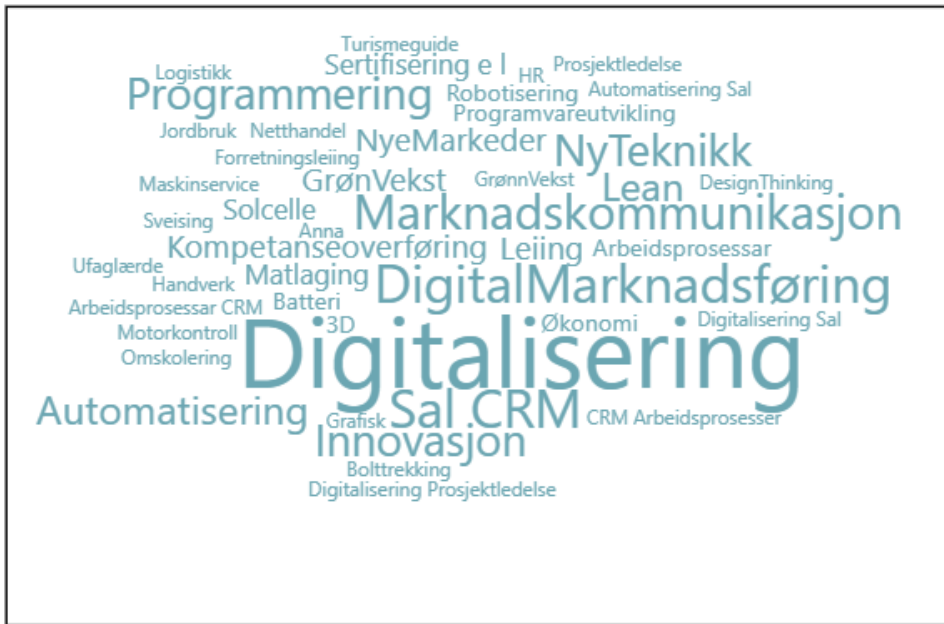 Turismeguide
Sertifisering e l
Prosjektledelse
Logistikk
HR
Programmering
Robotisering
Automatisering Sal
Programvareutvikling
Jordbruk
Netthandel
NyeMarkeder
NyTeknikk
Forretningsleiing
Maskinservice
GrønVekst
GrønnVekst
Lean
DesignThinking
Sveising
Solcelle
Marknadskommunikasjon
Anna
Kompetanseoverføring
Leiing
Arbeidsprosessar
Ufaglærde
Handverk
Matlaging
DigitalMarknadsføring
Arbeidsprosessar CRM
Batteri
Motorkontroll
3D
Økonomi
Digitalisering Sal
Omskolering
Digitalisering
Automatisering
Grafisk
Sal .CRM
CRM Arbeidsprosesser
Innovasjon
Bolttrekking
Digitalisering Prosjektledelse